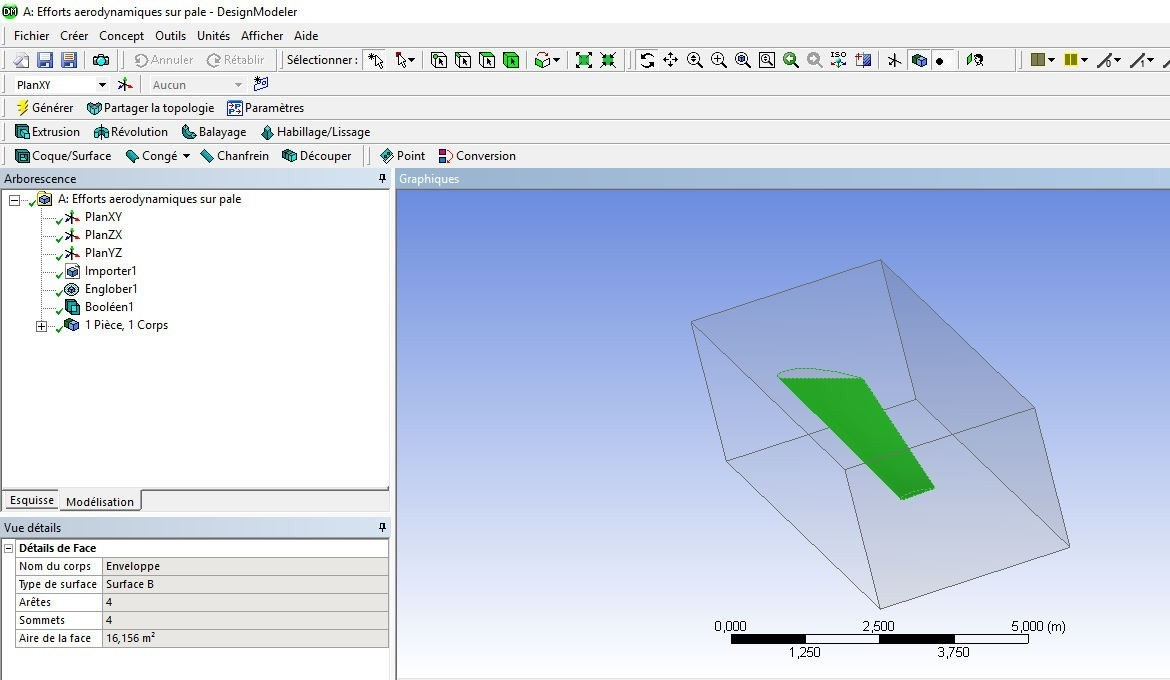 A: Efforts aerodynamiques sur pale - DesignModeler
Fichier Créer Concept Outils Unités Afficher Aide
Annuler Rétablir Sélectionner: ISO
PlanXY Aucun
Générer Partager la topologie Paramètres
Extrusion Révolution Balayage Habillage/Lissage
Coque/Surface Congé Chanfrein Découper Point Conversion
Arborescence
A: Efforts aerodynamiques sur pale
PlanXY
PlanZX
PlanYZ
Importer1
Englober1
Booléen1
1 Pièce, 1 Corps
Esquisse Modélisation
Vue détails
Détails de Face
Nom du corps Enveloppe
Type de surface Surface B
Arêtes 4
Sommets 4
Aire de la face 16,156 m²
Graphiques
0,000 2,500 5,000 (m)
1,250 3,750